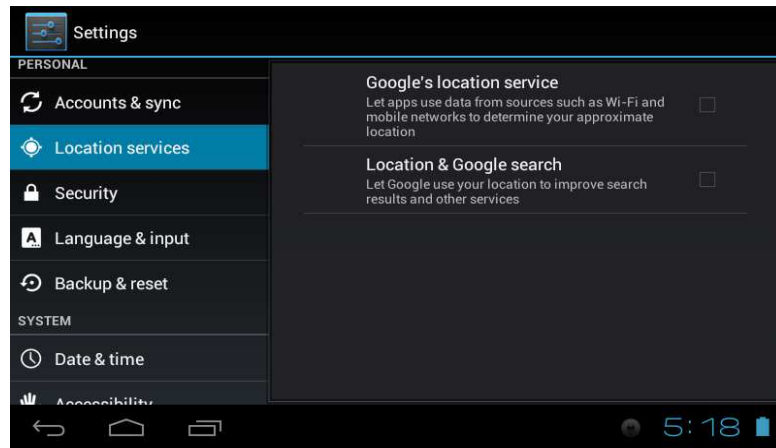 Settings
PERSONAL
Accounts & sync
Location services
Security
Language & input
Backup & reset
SYSTEM
Date & time
Accessibility
Google's location service
Let apps use data from sources such as Wi-Fi and
mobile networks to determine your approximate
location
Location & Google search
Let Google use your location to improve search
results and other services
5:18